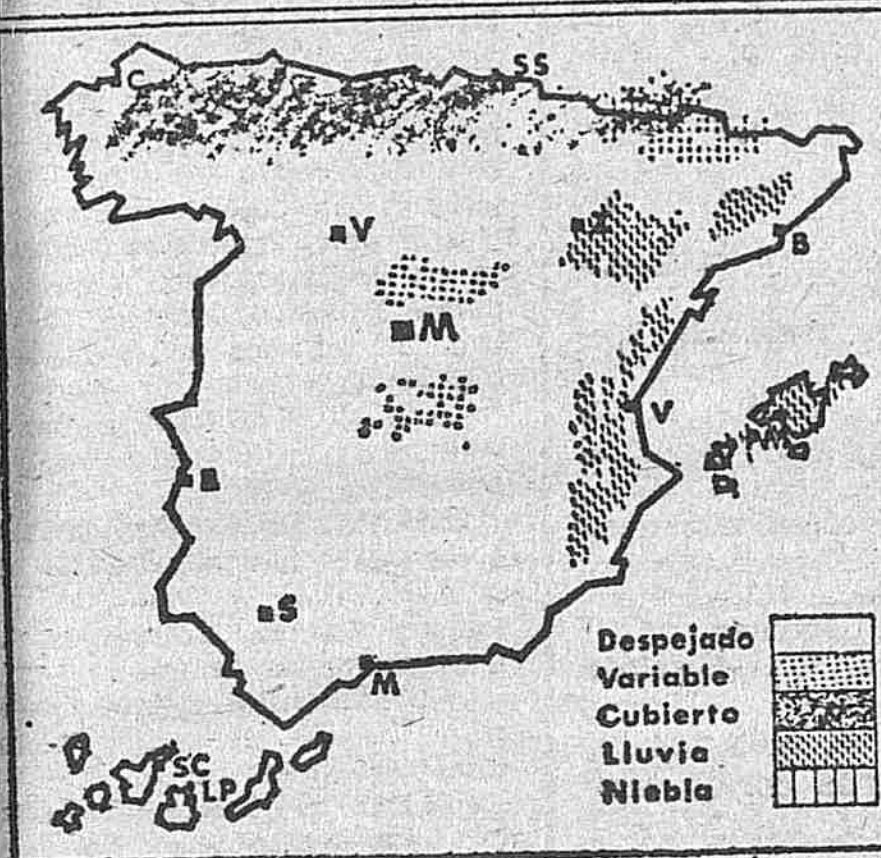 SS
C
V
Z
B
M
V
B
S
M
SC
LP
Despejado
Variable
Cubierto
Lluvia
Niebla